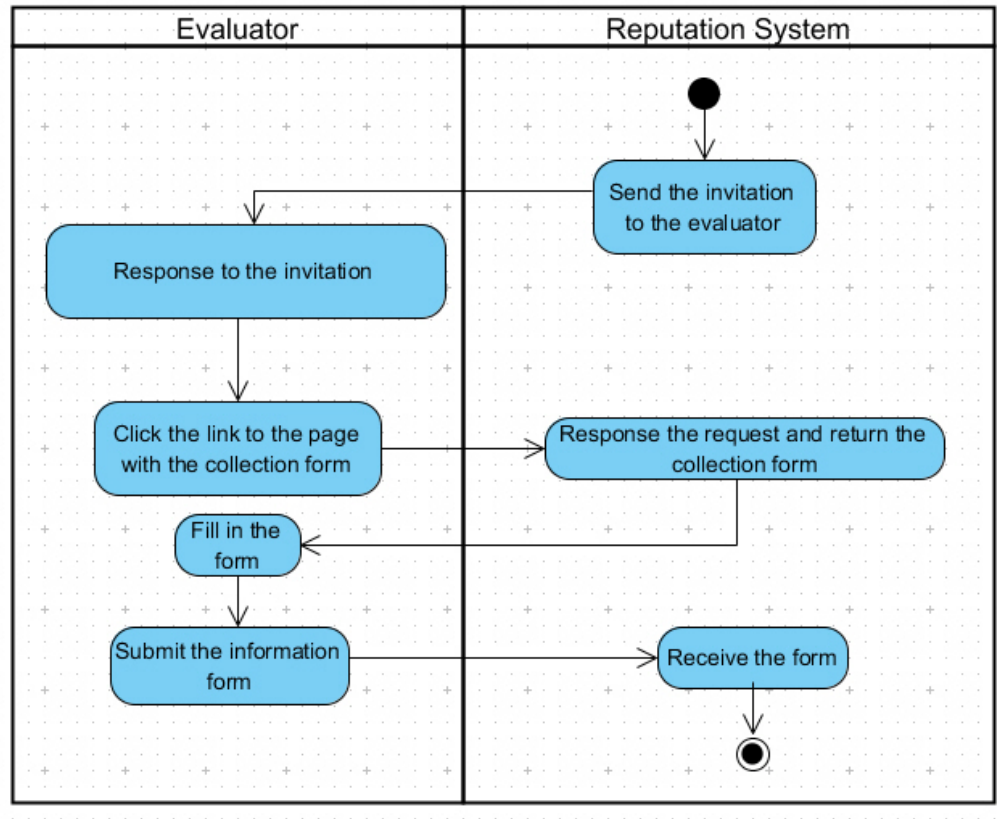 Evaluator
Reputation System
Send the invitation
to the evaluator
Response to the invitation
Click the link to the page
with the collection form
Response the request and return the
collection form
Fill in the
form
Submit the information
form
Receive the form